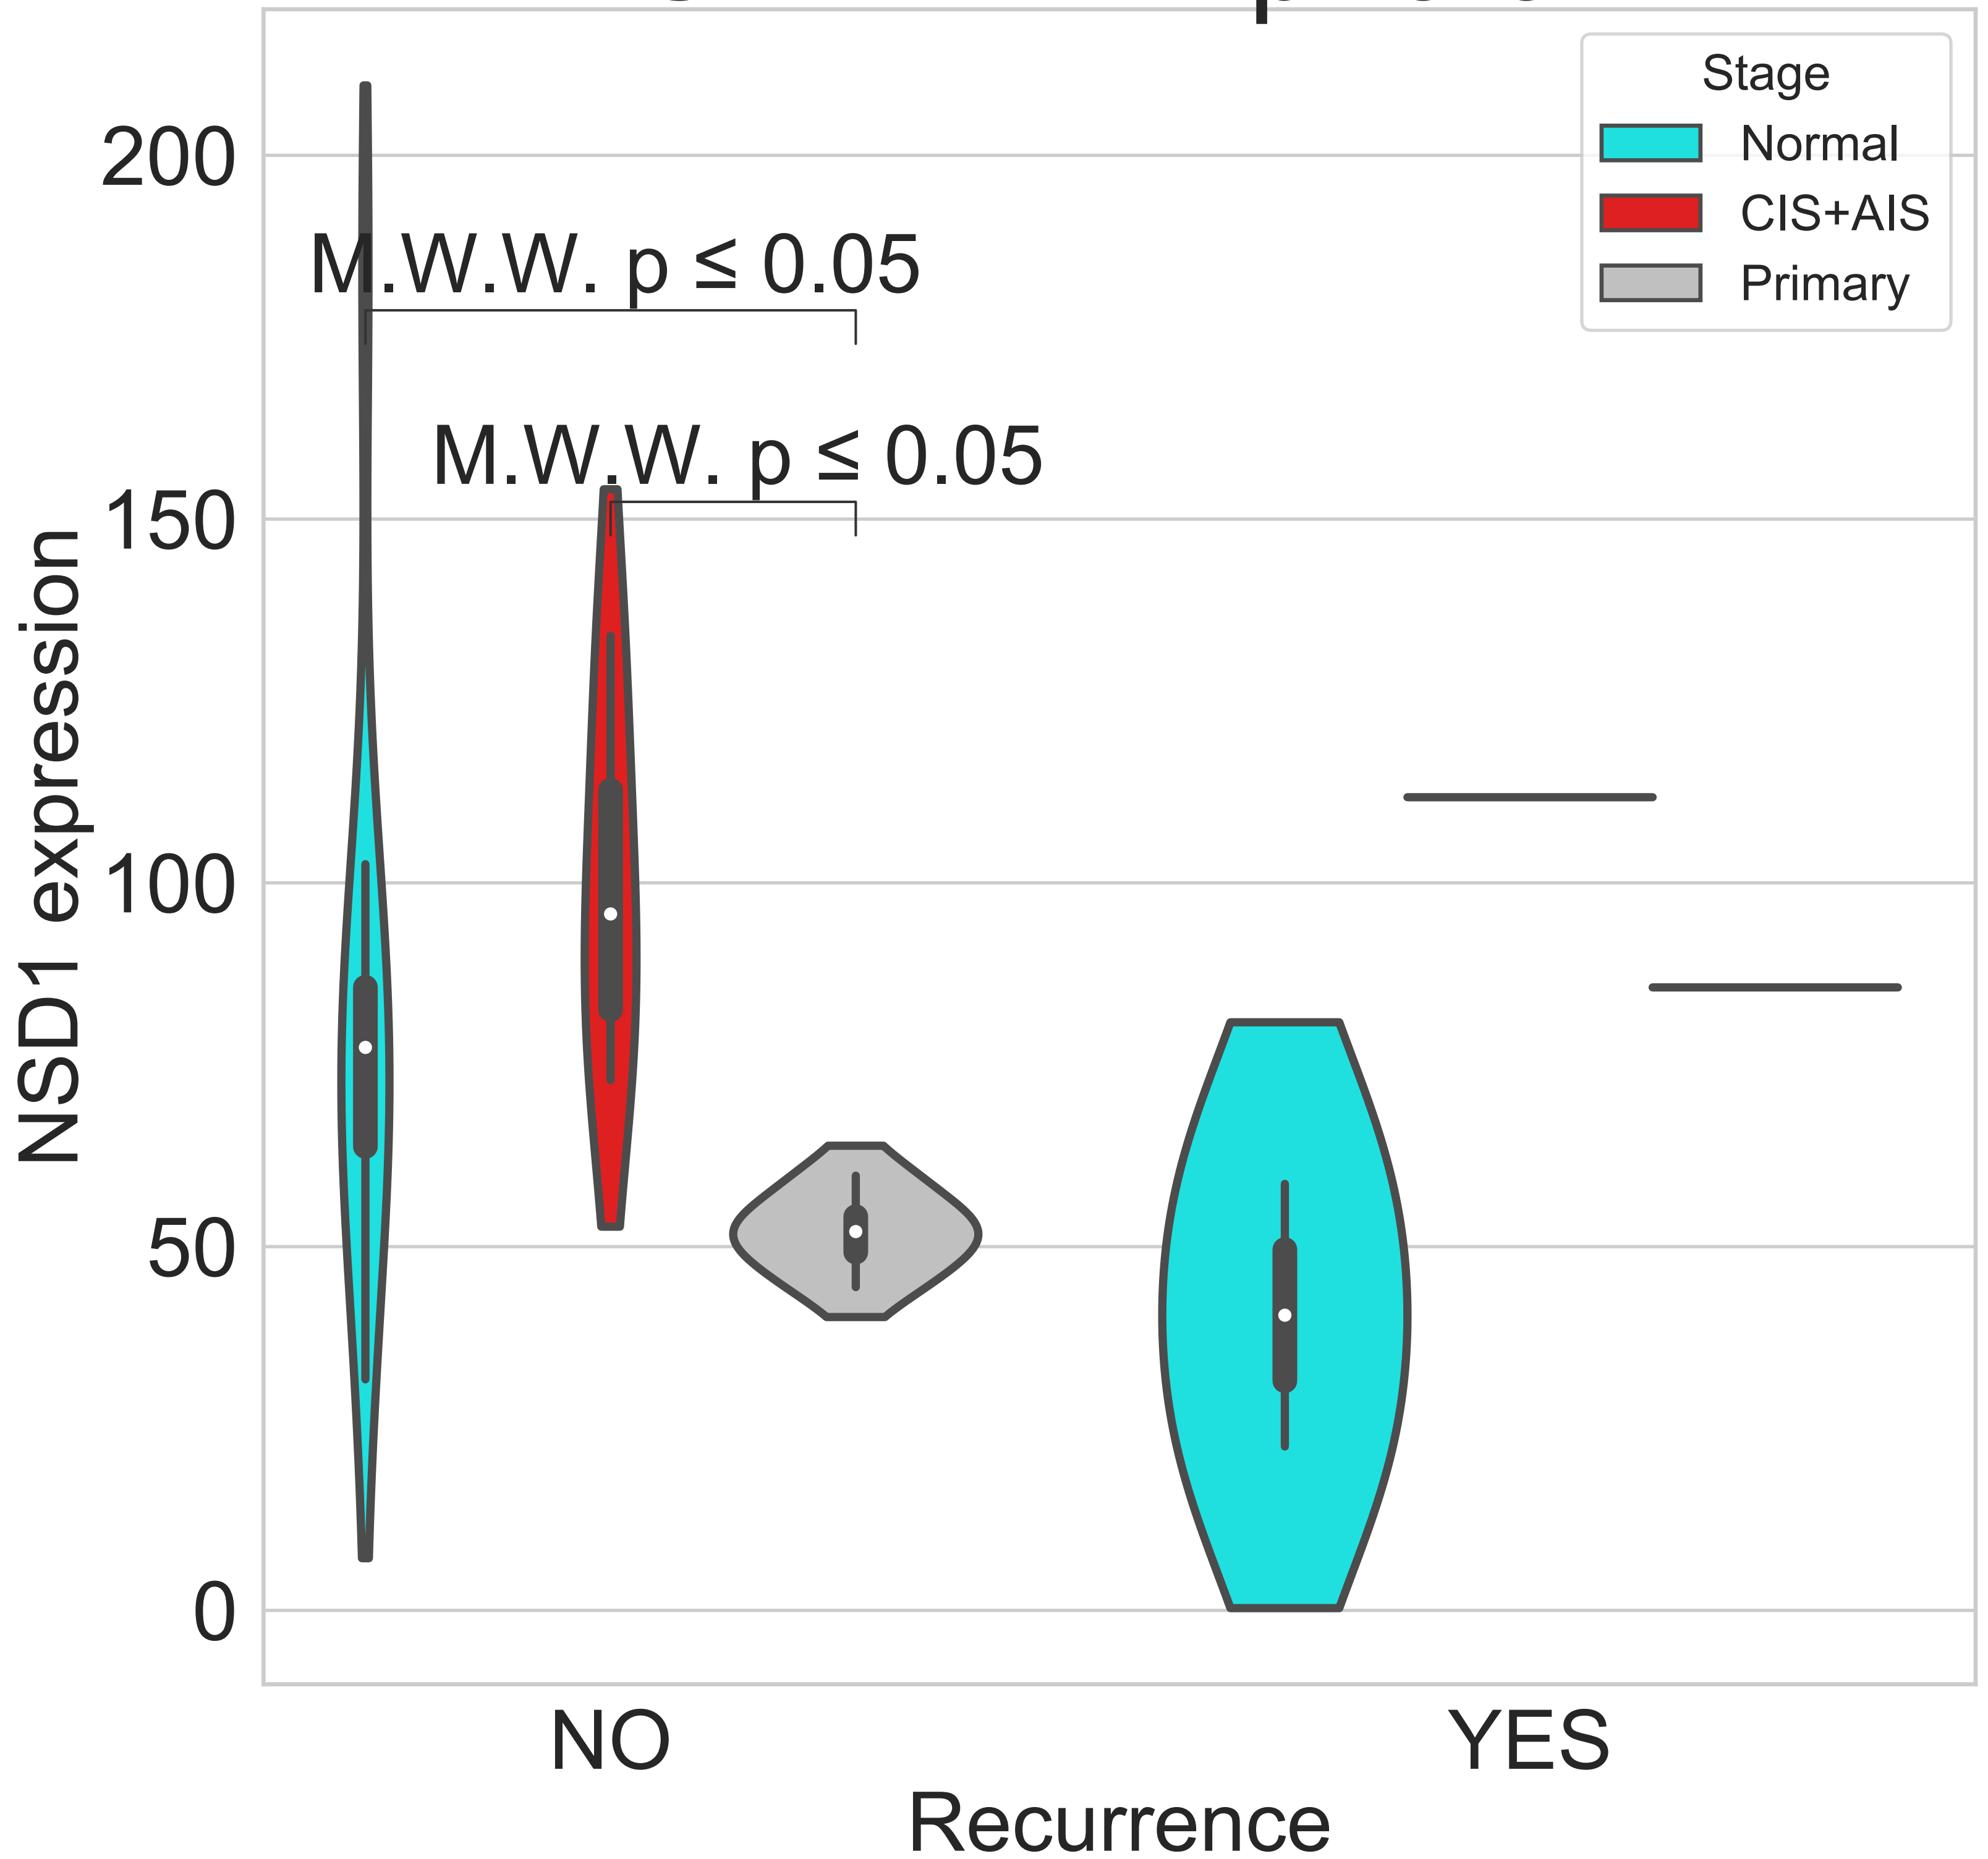 Stage
Normal
CIS+AIS
Primary
M.W.W. p ≤ 0.05
M.W.W. p ≤ 0.05
200
150
100
50
0
NSD1 expression
NO
YES
Recurrence